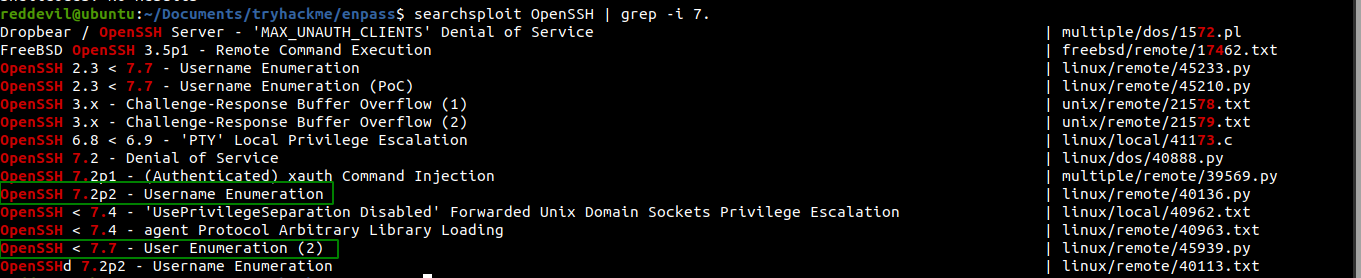 reddevil@ubuntu:~/Documents/tryhackme/enpass$ searchsploit OpenSSH | grep -i 7.
Dropbear / OpenSSH Server - 'MAX_UNAUTH_CLIENTS' Denial of Service | multiple/dos/1572.pl
FreeBSD OpenSSH 3.5p1 - Remote Command Execution | freebsd/remote/17462.txt
OpenSSH 2.3 < 7.7 - Username Enumeration | linux/remote/45233.py
OpenSSH 2.3 < 7.7 - Username Enumeration (PoC) | linux/remote/45210.py
OpenSSH 3.x - Challenge-Response Buffer Overflow (1) | unix/remote/21578.txt
OpenSSH 3.x - Challenge-Response Buffer Overflow (2) | unix/remote/21579.txt
OpenSSH 6.8 < 6.9 - 'PTY' Local Privilege Escalation | linux/local/41173.c
OpenSSH 7.2 - Denial of Service | linux/dos/40888.py
OpenSSH 7.2p1 - (Authenticated) xauth Command Injection | multiple/remote/39569.py
OpenSSH 7.2p2 - Username Enumeration | linux/remote/40136.py
OpenSSH < 7.4 - 'UsePrivilegeSeparation Disabled' Forwarded Unix Domain Sockets Privilege Escalation | linux/local/40962.txt
OpenSSH < 7.4 - agent Protocol Arbitrary Library Loading | linux/remote/40963.txt
OpenSSH < 7.7 - User Enumeration (2) | linux/remote/45939.py
OpenSSHd 7.2p2 - Username Enumeration | linux/remote/40113.txt